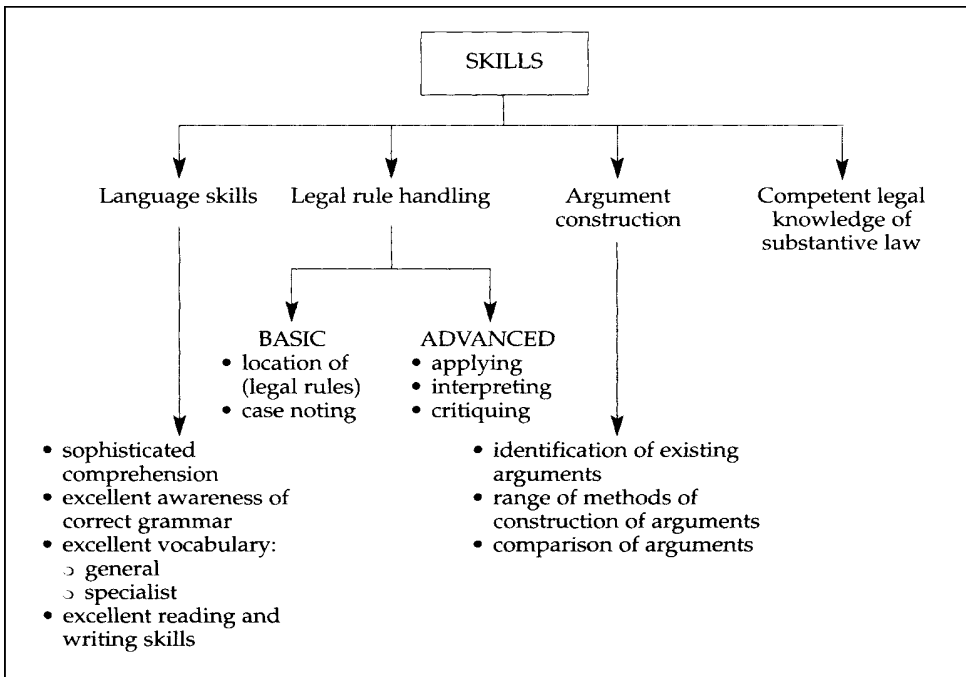 SKILLS
Language skills
Legal rule handling
Argument
construction
Competent legal
knowledge of
substantive law
BASIC
• location of
(legal rules)
• case noting
ADVANCED
• applying
• interpreting
• critiquing
• sophisticated
comprehension
• excellent awareness of
correct grammar
• excellent vocabulary:
○ general
○ specialist
• excellent reading and
writing skills
• identification of existing
arguments
• range of methods of
construction of arguments
• comparison of arguments